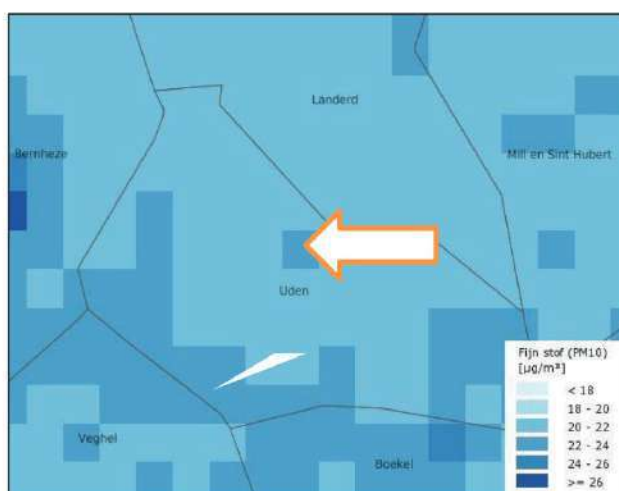 Landerd
Bernheze
Mill en Sint Hubert
Uden
Veghel
Boekel
Fijn stof (PM10)
[µg/m³]
< 18
18 - 20
20 - 22
22 - 24
24 - 26
>= 26